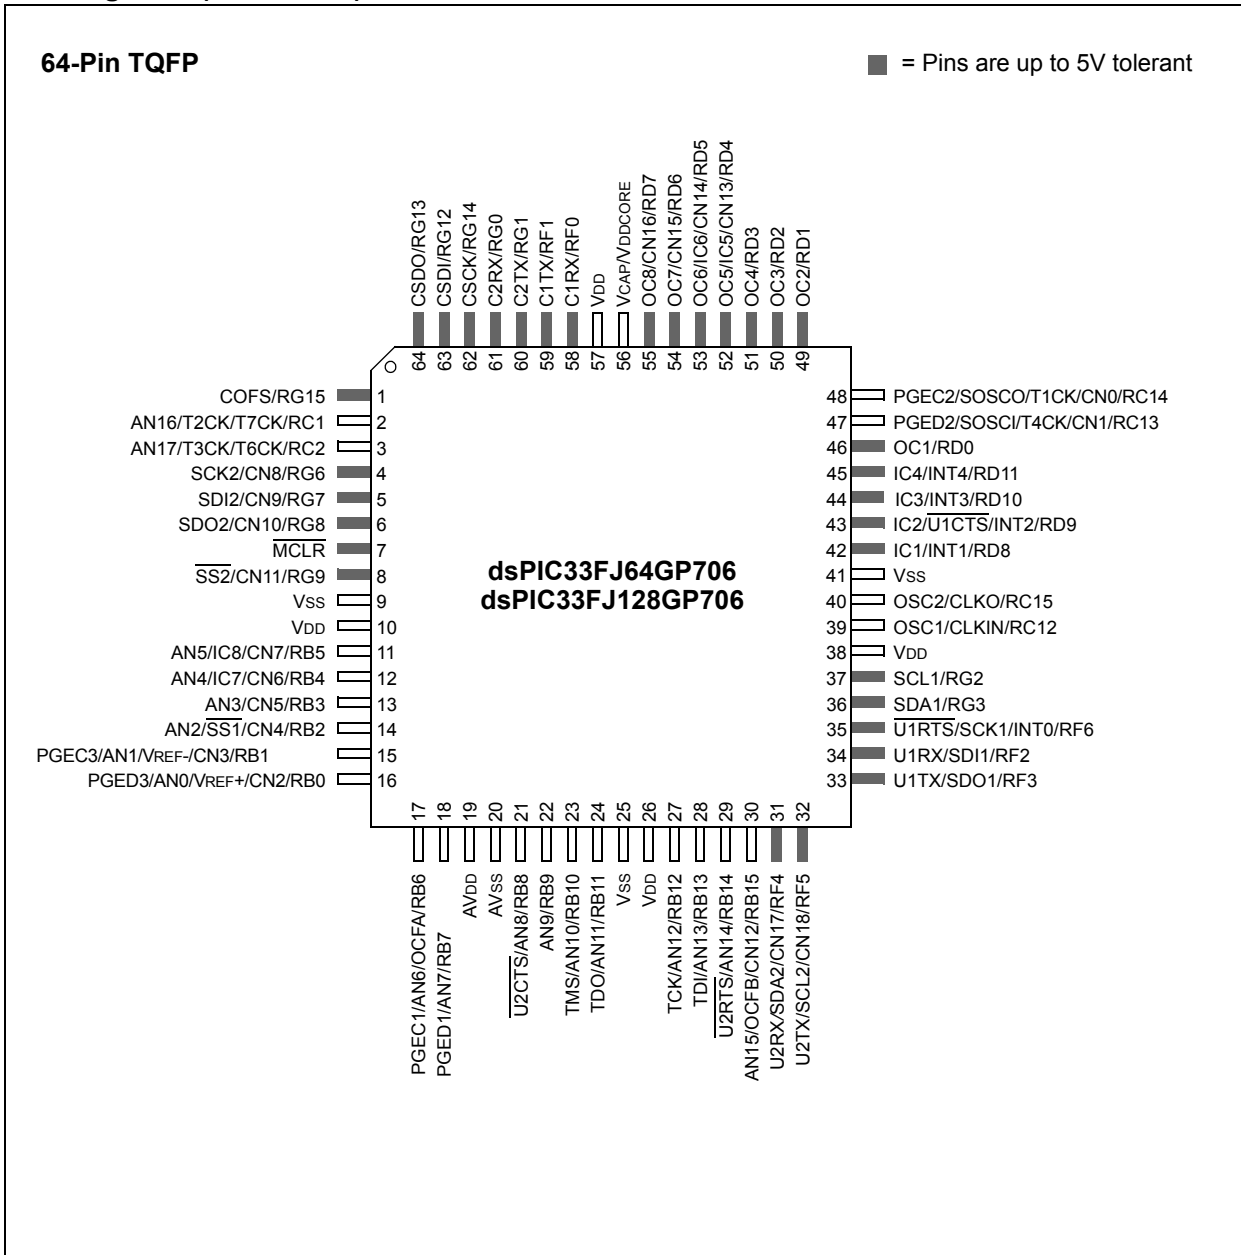 64-Pin TQFP
= Pins are up to 5V tolerant
CSDO/RG13
CSDI/RG12
CSCK/RG14
C2RX/RG0
C2TX/RG1
C1TX/RF1
C1RX/RF0
VDD
VCAP/VDDCORE
OC8/CN16/RD7
OC7/CN15/RD6
OC6/IC6/CN14/RD5
OC5/IC5/CN13/RD4
OC4/RD3
OC3/RD2
OC2/RD1
64
63
62
61
60
59
58
57
56
55
54
53
52
51
50
49
COFS/RG15 1
AN16/T2CK/T7CK/RC1 2
AN17/T3CK/T6CK/RC2 3
SCK2/CN8/RG6 4
SDI2/CN9/RG7 5
SDO2/CN10/RG8 6
MCLR 7
SS2/CN11/RG9 8
VSS 9
VDD 10
AN5/IC8/CN7/RB5 11
AN4/IC7/CN6/RB4 12
AN3/CN5/RB3 13
AN2/SS1/CN4/RB2 14
PGEC3/AN1/VREF-/CN3/RB1 15
PGED3/AN0/VREF+/CN2/RB0 16
dsPIC33FJ64GP706
dsPIC33FJ128GP706
48 PGEC2/SOSCO/T1CK/CN0/RC14
47 PGED2/SOSCI/T4CK/CN1/RC13
46 OC1/RD0
45 IC4/INT4/RD11
44 IC3/INT3/RD10
43 IC2/U1CTS/INT2/RD9
42 IC1/INT1/RD8
41 VSS
40 OSC2/CLKO/RC15
39 OSC1/CLKIN/RC12
38 VDD
37 SCL1/RG2
36 SDA1/RG3
35 U1RTS/SCK1/INT0/RF6
34 U1RX/SDI1/RF2
33 U1TX/SDO1/RF3
17
18
19
20
21
22
23
24
25
26
27
28
29
30
31
32
PGEC1/AN6/OCFA/RB6
PGED1/AN7/RB7
AVDD
AVSS
U2CTS/AN8/RB8
AN9/RB9
TMS/AN10/RB10
TDO/AN11/RB11
VSS
VDD
TCK/AN12/RB12
TDI/AN13/RB13
U2RTS/AN14/RB14
AN15/OCFB/CN12/RB15
U2RX/SDA2/CN17/RF4
U2TX/SCL2/CN18/RF5